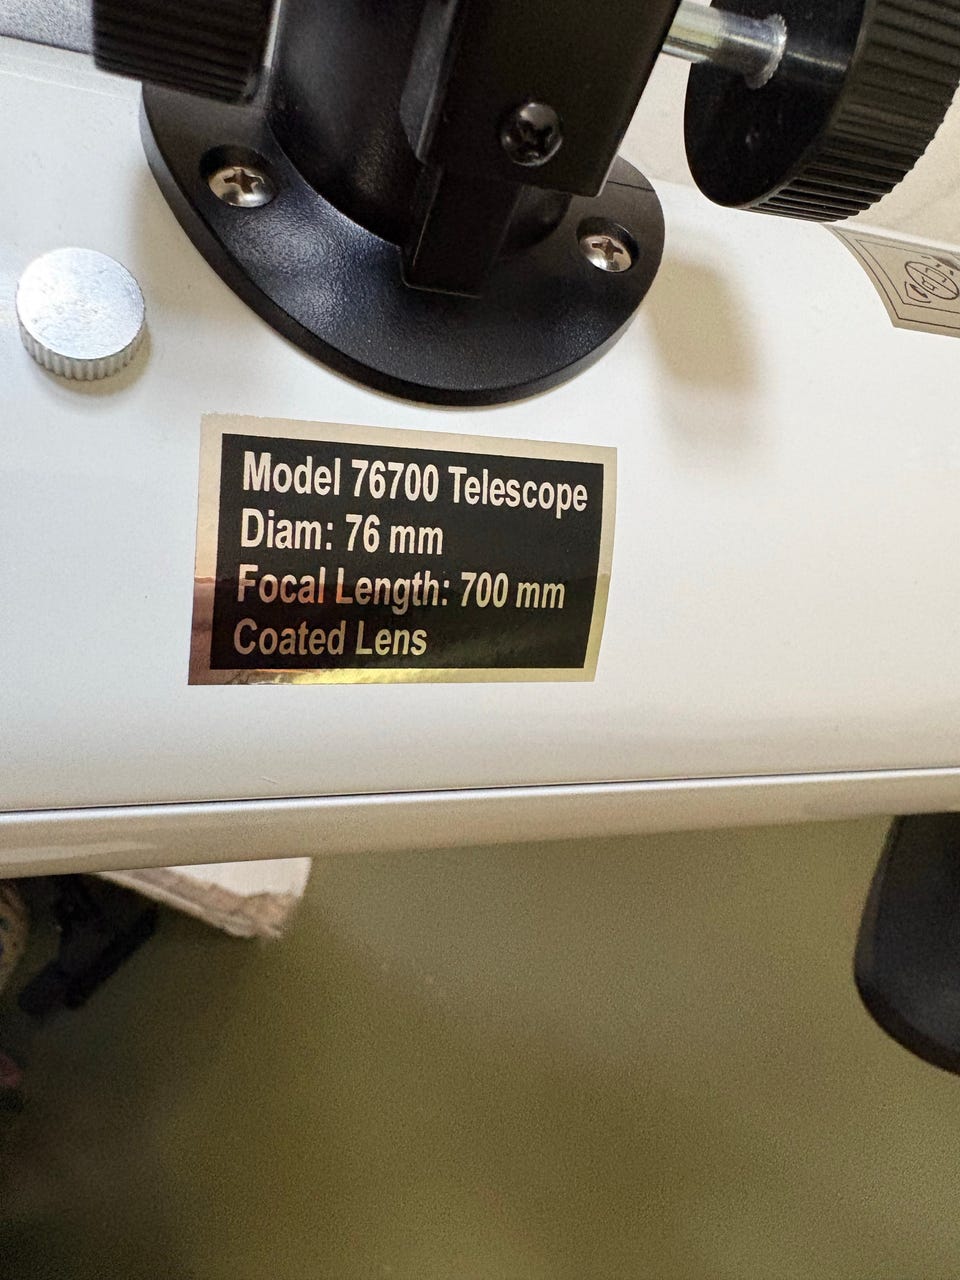 Model 76700 Telescope
Diam: 76 mm
Focal Length: 700 mm
Coated Lens